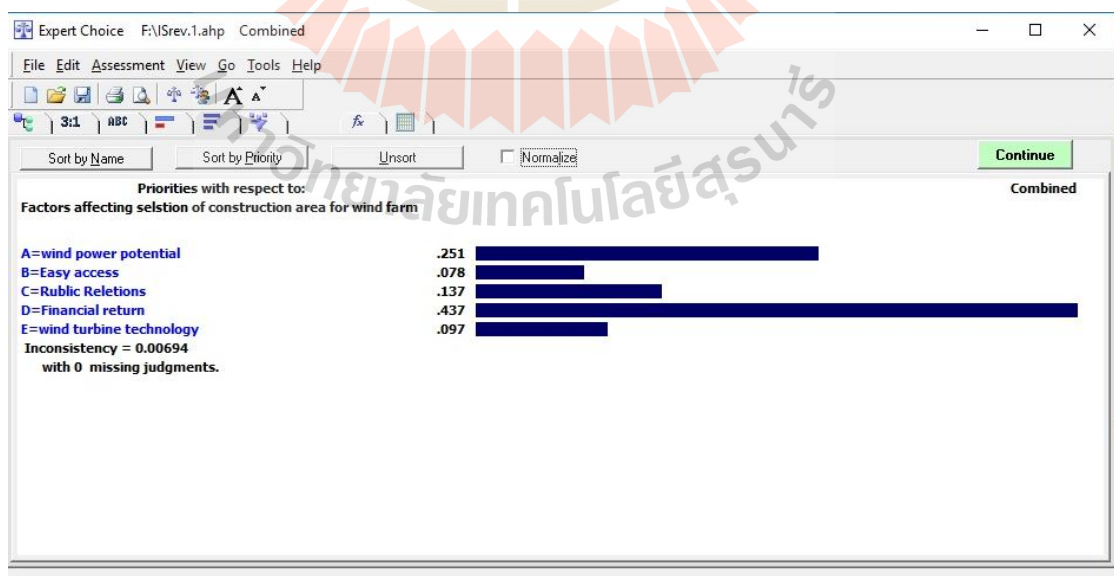 Expert Choice F:\ISrev.1.ahp Combined
File Edit Assessment View Go Tools Help
A A
3:1 ABC fx
Sort by Name Sort by Priority Unsort Normalize Continue
Priorities with respect to: Combined
Factors affecting selstion of construction area for wind farm
A=wind power potential .251
B=Easy access .078
C=Rublic Reletions .137
D=Financial return .437
E=wind turbine technology .097
Inconsistency = 0.00694
with 0 missing judgments.
มหาวิทยาลัยเทคโนโลยีสุรนาร